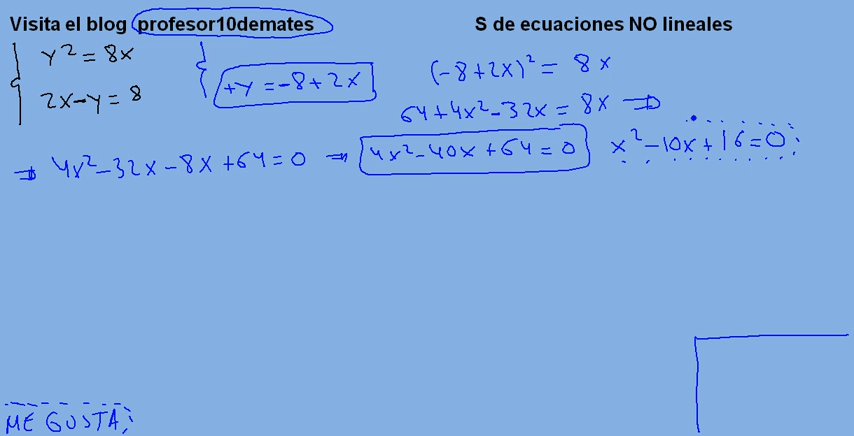 Visita el blog profesor10demates
S de ecuaciones NO lineales
y² = 8x
2x-y = 8
+y = -8+2x
(-8+2x)² = 8x
64+4x²-32x = 8x ⇒
⇒ 4x²-32x-8x+64=0 ⇒ 4x²-40x+64=0 x²-10x+16=0
ME GUSTA